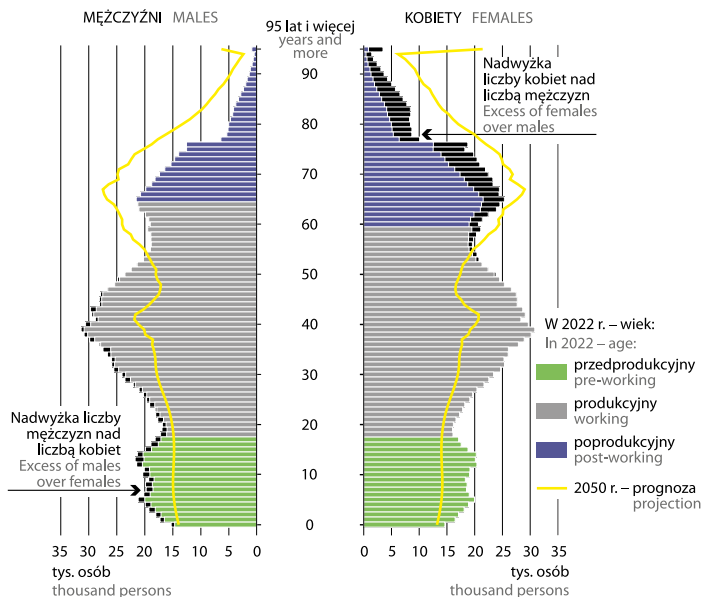 MĘŻCZYŹNI MALES
95 lat i więcej
years and
more
KOBIETY FEMALES
90
80
70
60
50
40
30
20
10
0
Nadwyżka
liczby kobiet nad
liczbą mężczyzn
Excess of females
over males
Nadwyżka liczby
mężczyzn nad
liczbą kobiet
Excess of males
over females
W 2022 r. – wiek:
In 2022 – age:
przedprodukcyjny
pre-working
produkcyjny
working
poprodukcyjny
post-working
2050 r. – prognoza
projection
35 30 25 20 15 10 5 0
tys. osób
thousand persons
0 5 10 15 20 25 30 35
tys. osób
thousand persons